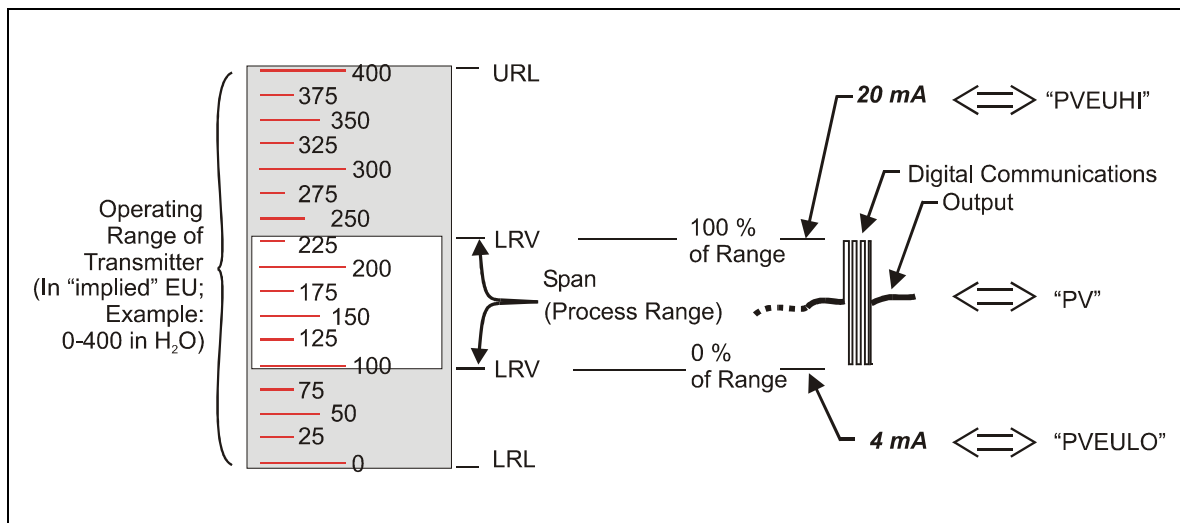 Operating
Range of
Transmitter
(In “implied” EU;
Example:
0-400 in H₂O)
400
375
350
325
300
275
250
225
200
175
150
125
100
75
50
25
0
URL
LRV
LRV
LRL
Span
(Process Range)
100 %
of Range
0 %
of Range
20 mA
“PVEUHI”
Digital Communications
Output
“PV”
4 mA
“PVEULO”